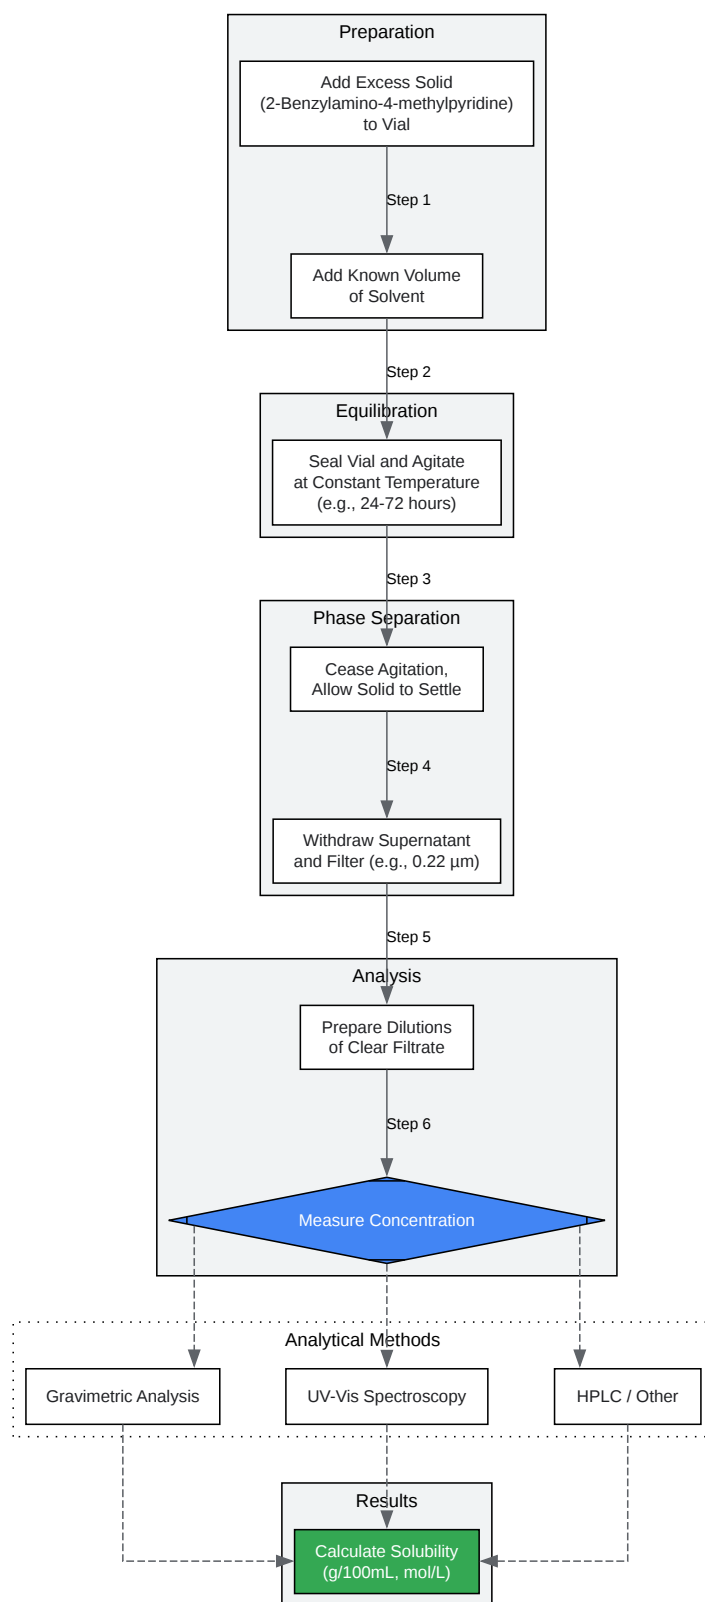 Preparation
Add Excess Solid
(2-Benzylamino-4-methylpyridine)
to Vial
Step 1
Add Known Volume
of Solvent
Step 2
Equilibration
Seal Vial and Agitate
at Constant Temperature
(e.g., 24-72 hours)
Step 3
Phase Separation
Cease Agitation,
Allow Solid to Settle
Step 4
Withdraw Supernatant
and Filter (e.g., 0.22 µm)
Step 5
Analysis
Prepare Dilutions
of Clear Filtrate
Step 6
Measure Concentration
Analytical Methods
Gravimetric Analysis
UV-Vis Spectroscopy
HPLC / Other
Results
Calculate Solubility
(g/100mL, mol/L)